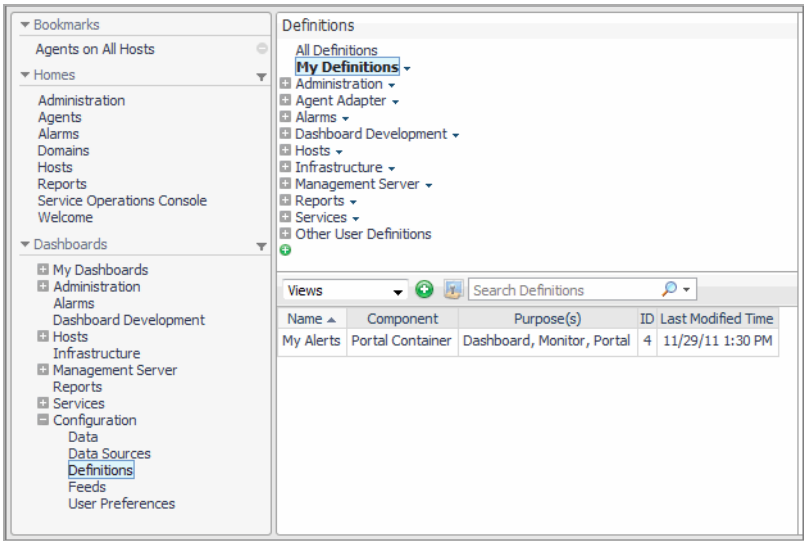 Bookmarks
Agents on All Hosts
Homes
Administration
Agents
Alarms
Domains
Hosts
Reports
Service Operations Console
Welcome
Dashboards
My Dashboards
Administration
Alarms
Dashboard Development
Hosts
Infrastructure
Management Server
Reports
Services
Configuration
Data
Data Sources
Definitions
Feeds
User Preferences
Definitions
All Definitions
My Definitions
Administration
Agent Adapter
Alarms
Dashboard Development
Hosts
Infrastructure
Management Server
Reports
Services
Other User Definitions
Views Search Definitions
Name Component Purpose(s) ID Last Modified Time
My Alerts Portal Container Dashboard, Monitor, Portal 4 11/29/11 1:30 PM